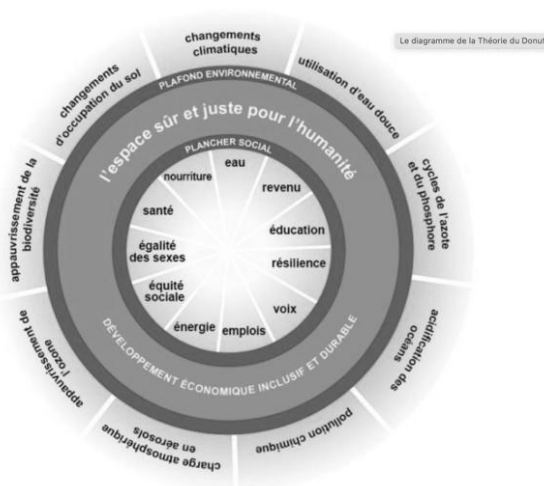 Le diagramme de la Théorie du Donut
changements
climatiques
utilisation d'eau douce
cycles de l'azote
et du phosphore
acidification des
océans
pollution chimique
charge atmosphérique
en aérosols
appauvrissement de
l'ozone
appauvrissement de la
biodiversité
changements
d'occupation du sol
PLAFOND ENVIRONNEMENTAL
l'espace sûr et juste pour l'humanité
PLANCHER SOCIAL
eau
revenu
éducation
résilience
voix
emplois
énergie
équité
sociale
égalité
des sexes
santé
nourriture
DÉVELOPPEMENT ÉCONOMIQUE INCLUSIF ET DURABLE